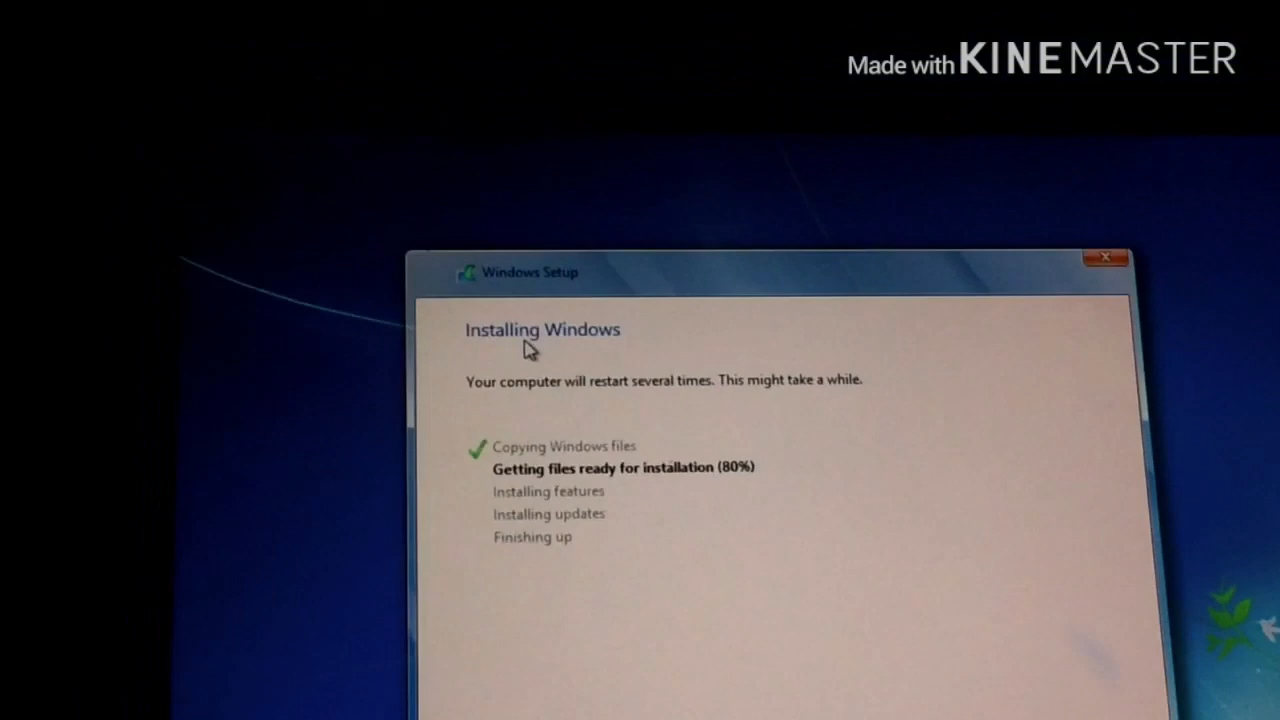 Made with KINEMASTER
Windows Setup
Installing Windows
Your computer will restart several times. This might take a while.
Copying Windows files
Getting files ready for installation (80%)
Installing features
Installing updates
Finishing up